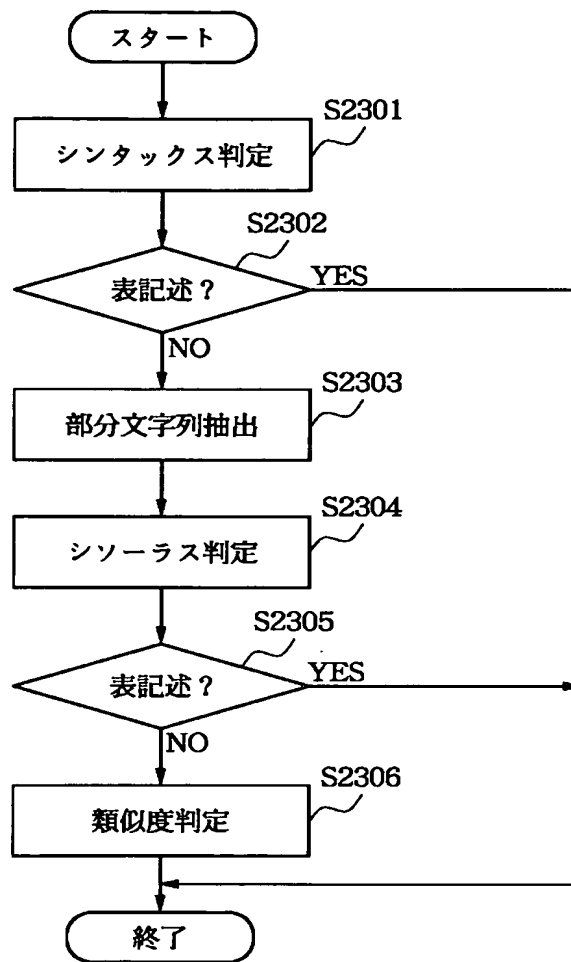 スタート
S2301
シンタックス判定
S2302
表記述?
YES
NO
S2303
部分文字列抽出
S2304
シソーラス判定
S2305
表記述?
YES
NO
S2306
類似度判定
終了